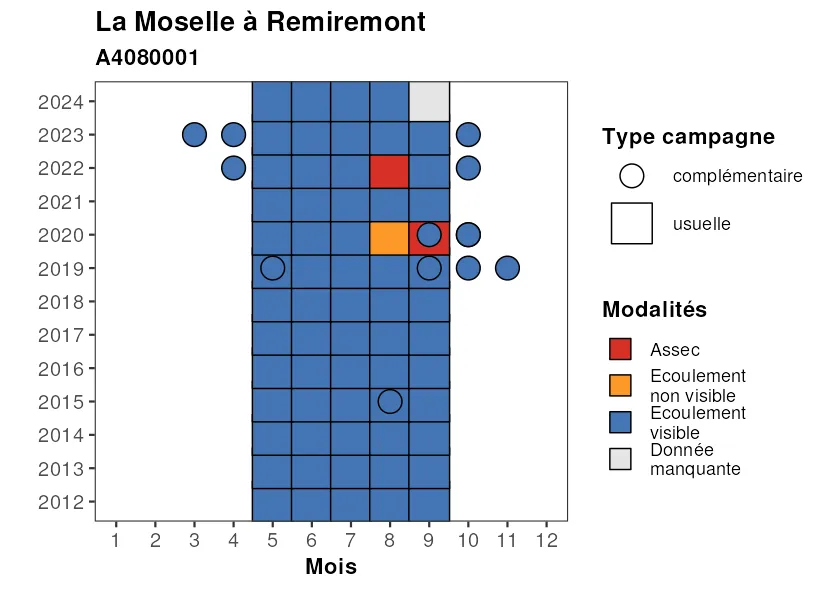 La Moselle à Remiremont
A4080001
2024
2023
2022
2021
2020
2019
2018
2017
2016
2015
2014
2013
2012
1 2 3 4 5 6 7 8 9 10 11 12
Mois
Type campagne
complémentaire
usuelle
Modalités
Assec
Ecoulement
non visible
Ecoulement
visible
Donnée
manquante